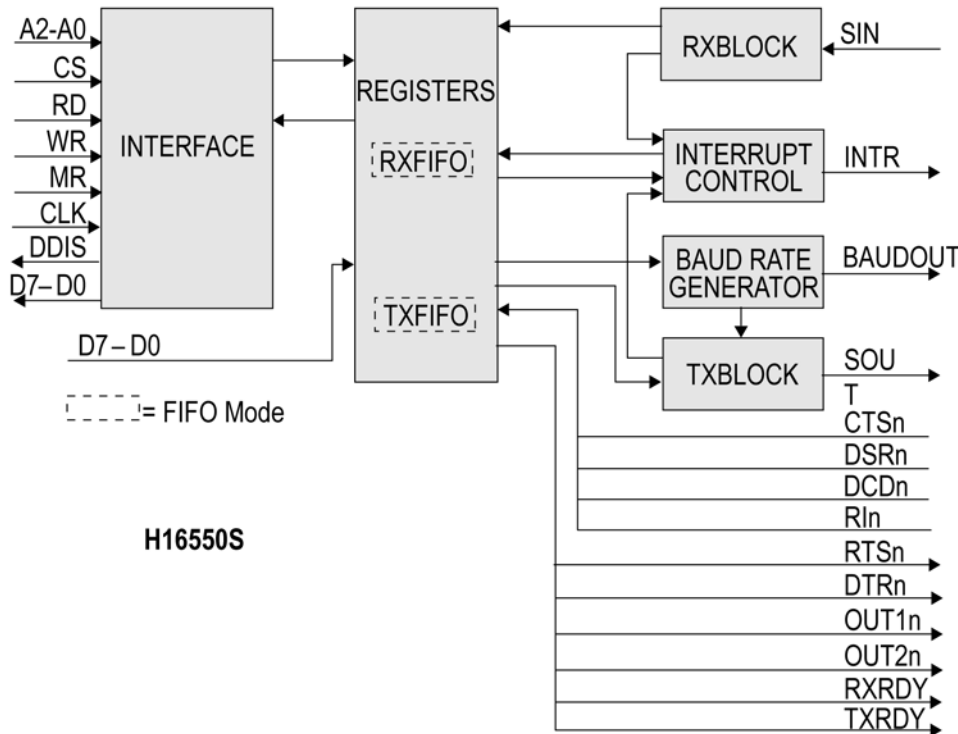 A2-A0
CS
RD
WR
MR
CLK
DDIS
D7–D0
INTERFACE
D7–D0
= FIFO Mode
H16550S
REGISTERS
RXFIFO
TXFIFO
RXBLOCK
SIN
INTERRUPT
CONTROL
INTR
BAUD RATE
GENERATOR
BAUDOUT
TXBLOCK
SOU
T
CTSn
DSRn
DCDn
RIn
RTSn
DTRn
OUT1n
OUT2n
RXRDY
TXRDY